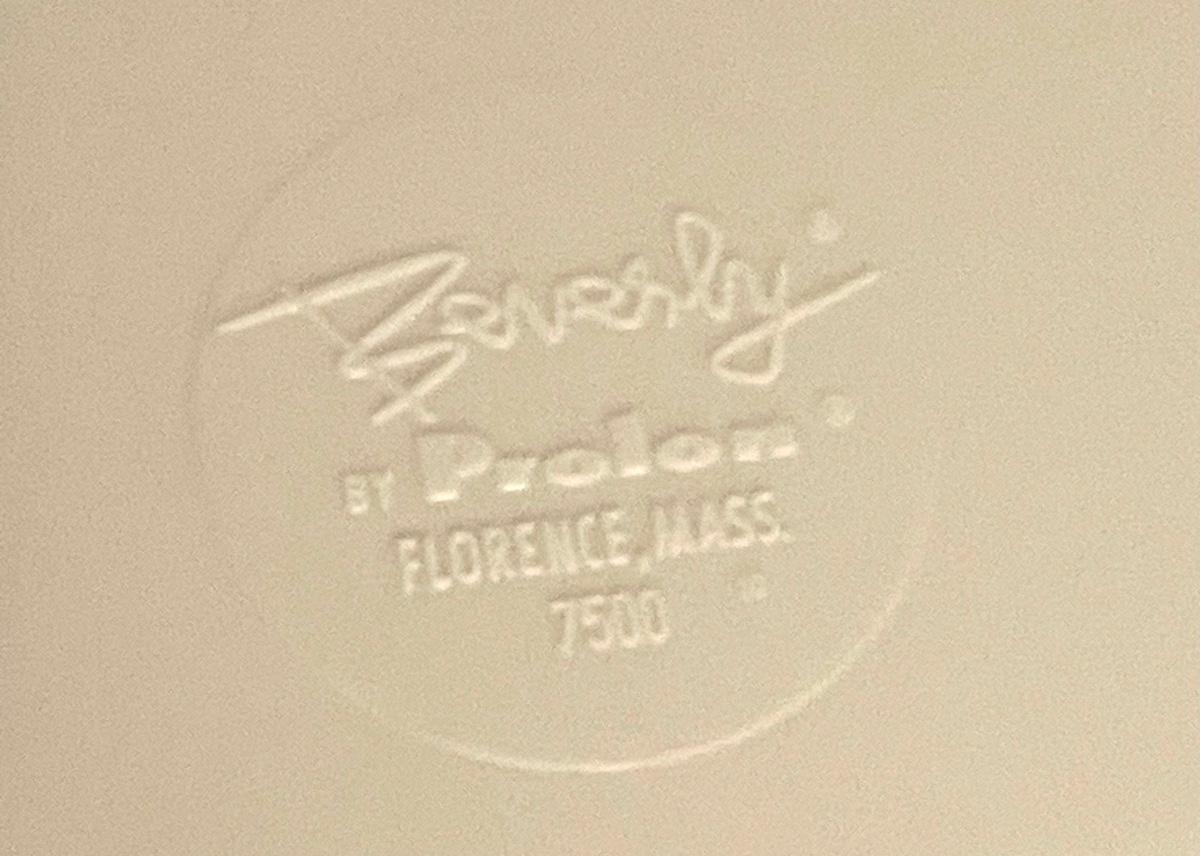 Beverly®
BY Prolon®
FLORENCE, MASS.
7500